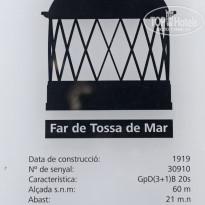 TopHotels
Far de Tossa de Mar
Data de construcció: 1919
Nº de senyal: 30910
Característica: GpD(3+1)B 20s
Alçada s.n.m: 60 m
Abast: 21 m.n